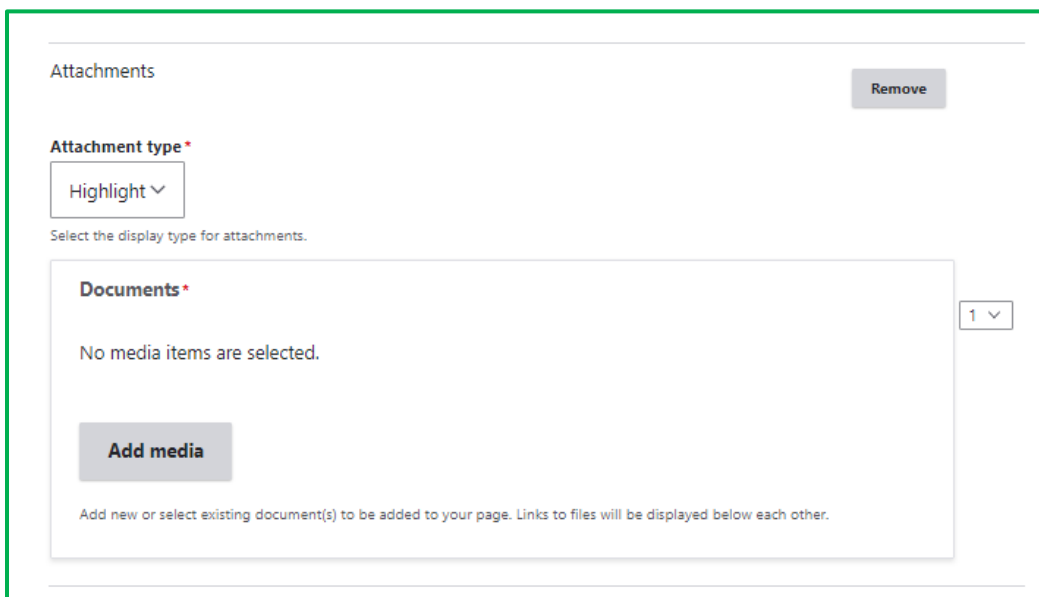 Attachments
Remove
Attachment type*
Highlight
Select the display type for attachments.
Documents*
1
No media items are selected.
Add media
Add new or select existing document(s) to be added to your page. Links to files will be displayed below each other.